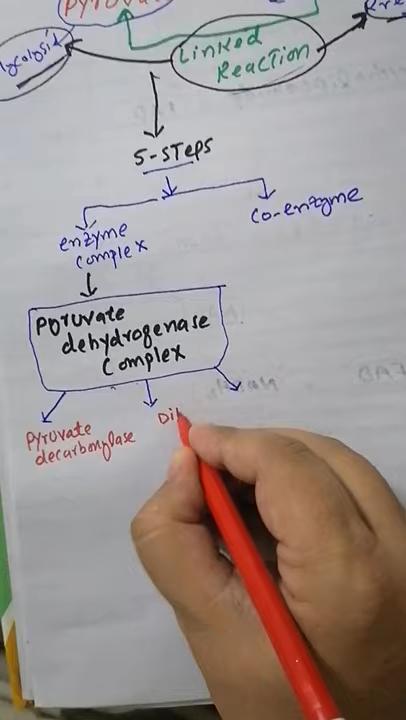 Linked
Reaction
5-steps
enzyme
complex
Co-enzyme
Pyruvate
dehydrogenase
Complex
Pyruvate
decarboxylase